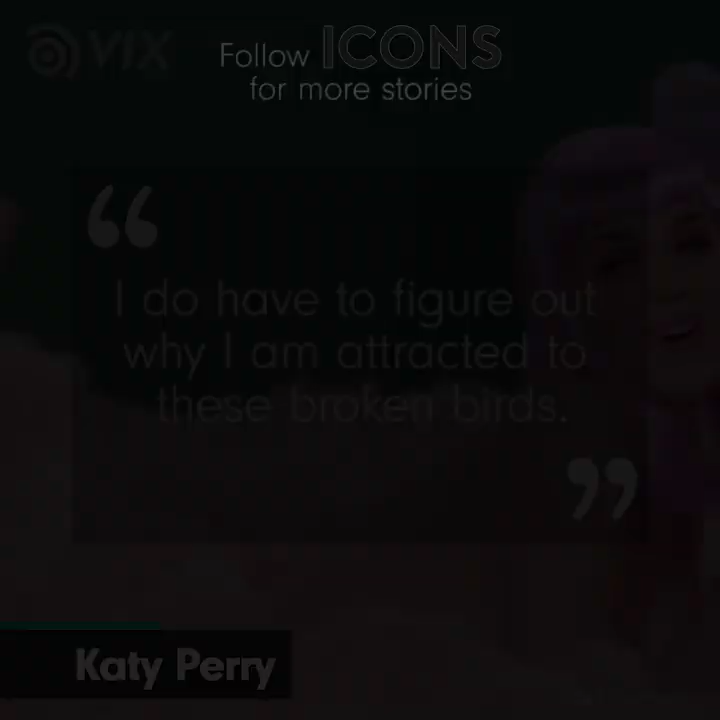 VIX
Follow ICONS
for more stories
“
I do have to figure out
why I am attracted to
these broken birds.
”
Katy Perry